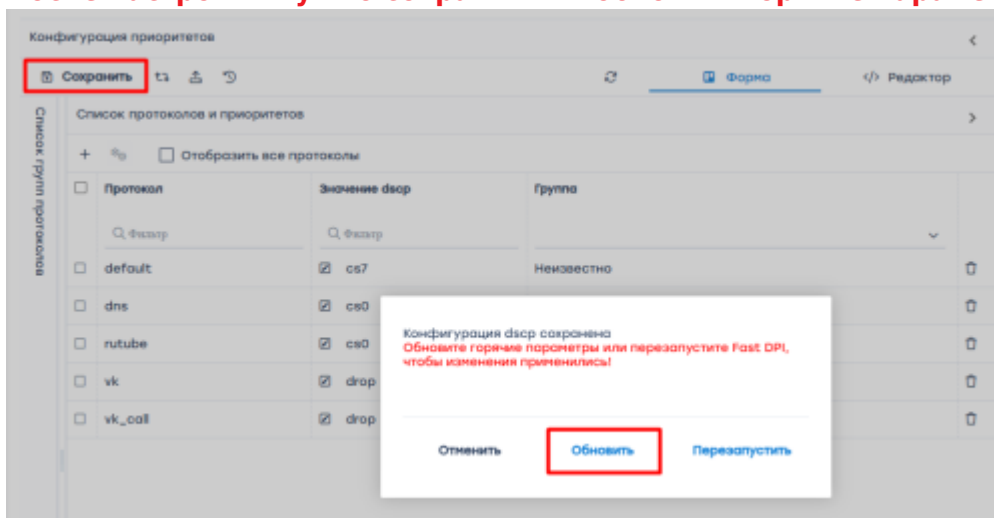 Конфигурация приоритетов
Сохранить
Форма
Редактор
Список групп протоколов
Список протоколов и приоритетов
Отобразить все протоколы
Протокол Значение dscp Группа
Фильтр Фильтр
default cs7 Неизвестно
dns cs0
rutube cs0
vk drop
vk_call drop
Конфигурация dscp сохранена
Обновите горячие параметры или перезапустите Fast DPI,
чтобы изменения применились!
Отменить Обновить Перезапустить